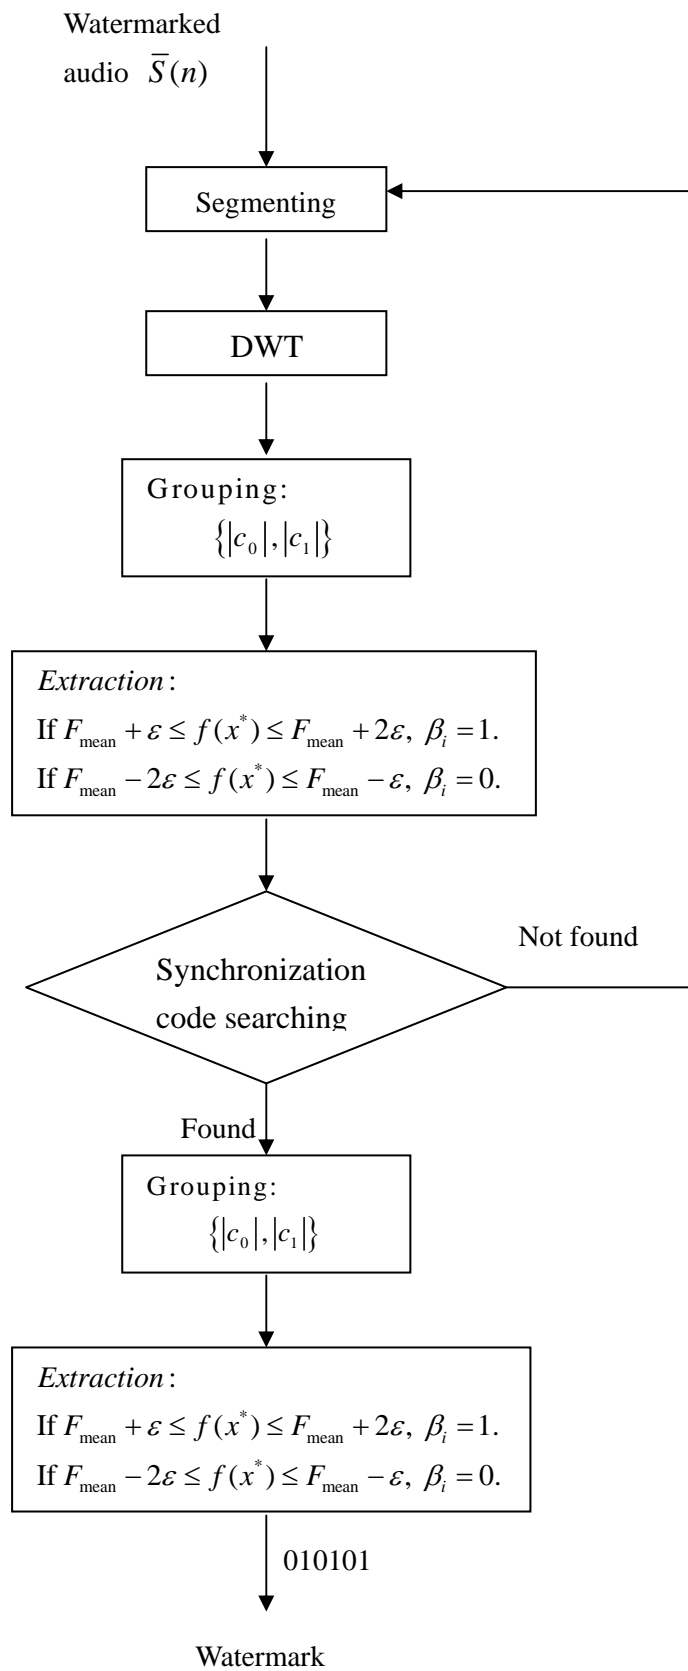 Watermarked
audio S̅(n)
Segmenting
DWT
Grouping:
{|c₀|,|c₁|}
Extraction:
If F_mean + ε ≤ f(x*) ≤ F_mean + 2ε, β_i = 1.
If F_mean − 2ε ≤ f(x*) ≤ F_mean − ε, β_i = 0.
Not found
Synchronization
code searching
Found
Grouping:
{|c₀|,|c₁|}
Extraction:
If F_mean + ε ≤ f(x*) ≤ F_mean + 2ε, β_i = 1.
If F_mean − 2ε ≤ f(x*) ≤ F_mean − ε, β_i = 0.
010101
Watermark